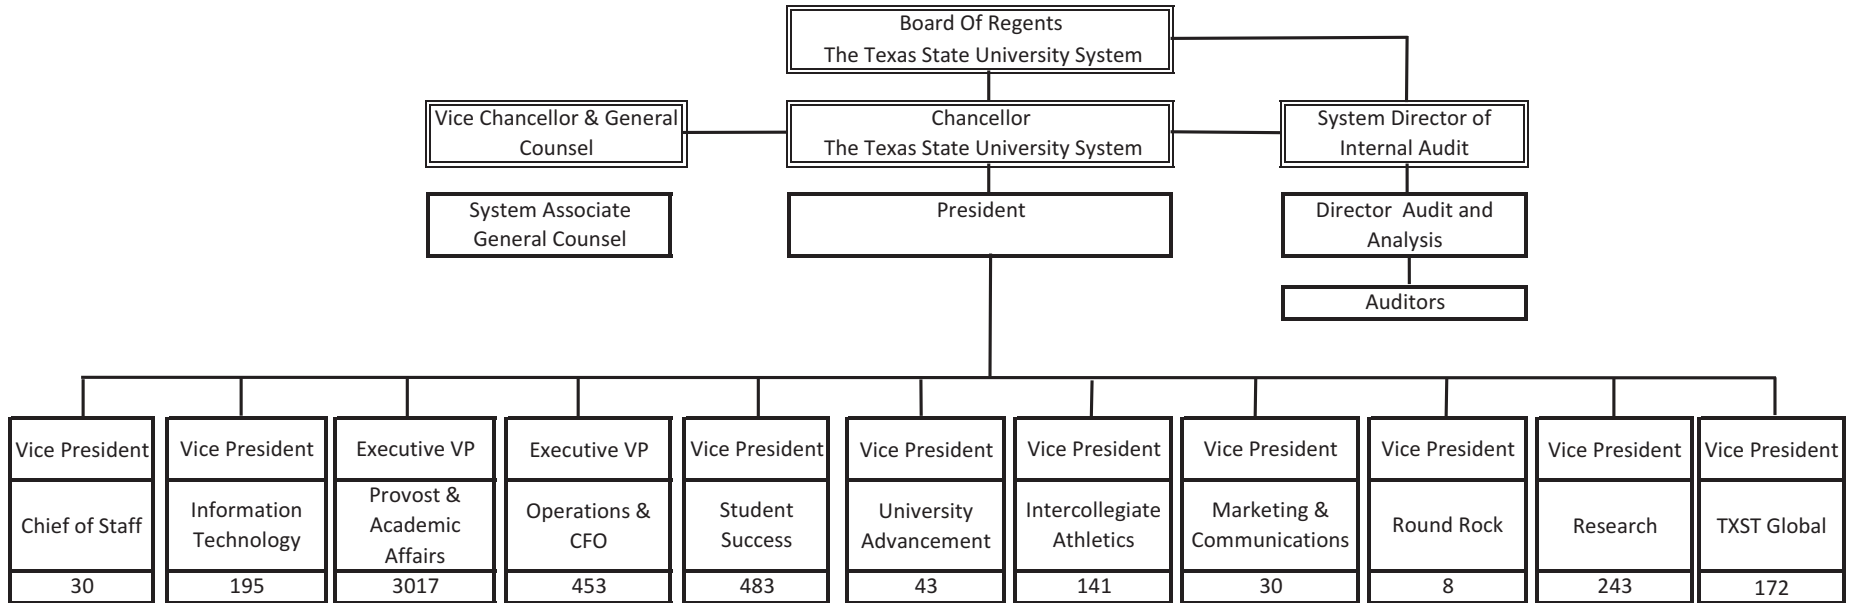 Board Of Regents
The Texas State University System
Vice Chancellor & General
Counsel
Chancellor
The Texas State University System
System Director of
Internal Audit
System Associate
General Counsel
President
Director  Audit and
Analysis
Auditors
Vice President
Chief of Staff
30
Vice President
Information
Technology
195
Executive VP
Provost &
Academic
Affairs
3017
Executive VP
Operations &
CFO
453
Vice President
Student
Success
483
Vice President
University
Advancement
43
Vice President
Intercollegiate
Athletics
141
Vice President
Marketing &
Communications
30
Vice President
Round Rock
8
Vice President
Research
243
Vice President
TXST Global
172